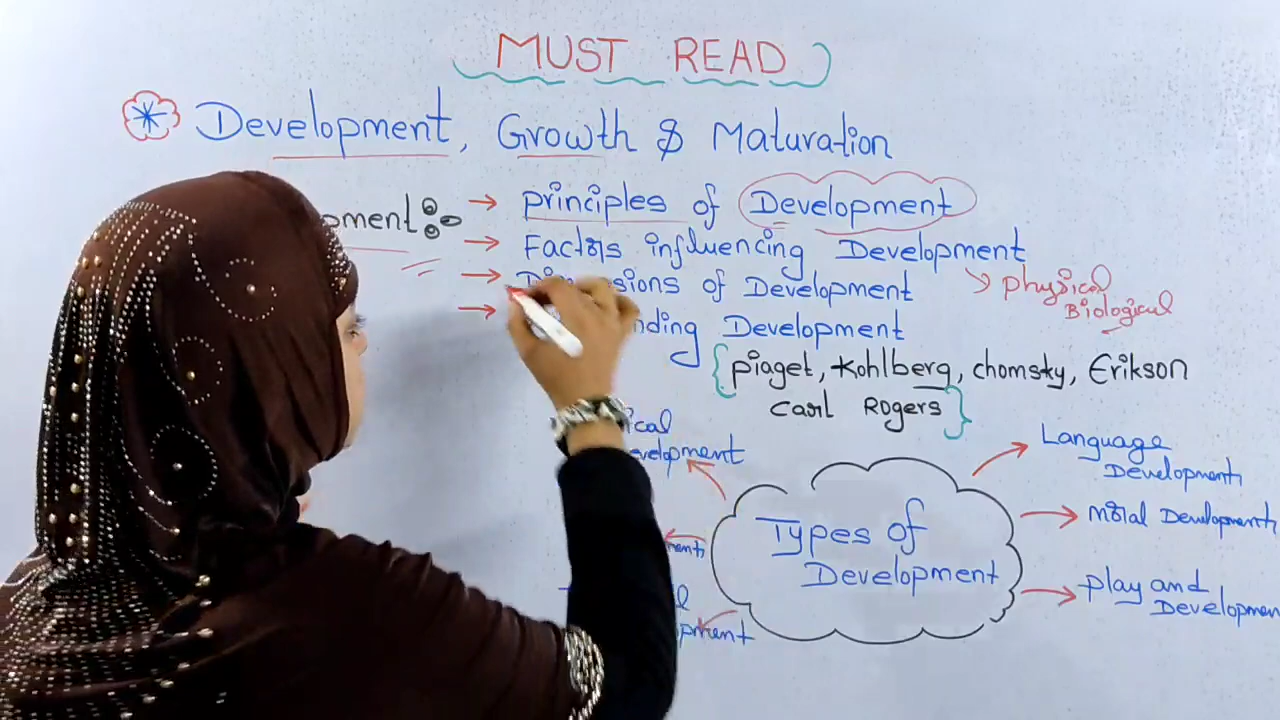 MUST READ
* Development, Growth & Maturation
→ principles of Development
→ Factors influencing Development
→ of Development
→ Development
physical
Biological
{piaget, Kohlberg, chomsky, Erikson
Carl Rogers}
Types of
Development
Language
Development
Moral Development
play and